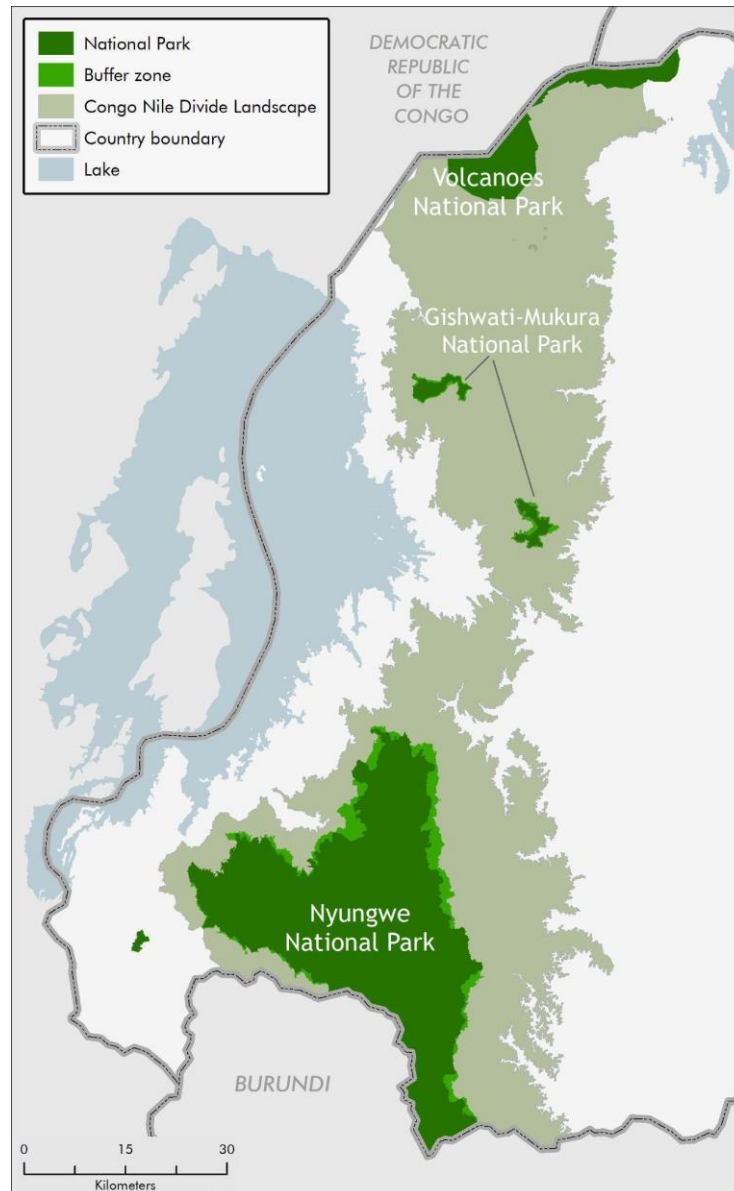 National Park
Buffer zone
Congo Nile Divide Landscape
Country boundary
Lake
DEMOCRATIC
REPUBLIC
OF THE
CONGO
Volcanoes
National Park
Gishwati-Mukura
National Park
Nyungwe
National Park
BURUNDI
0 15 30
Kilometers